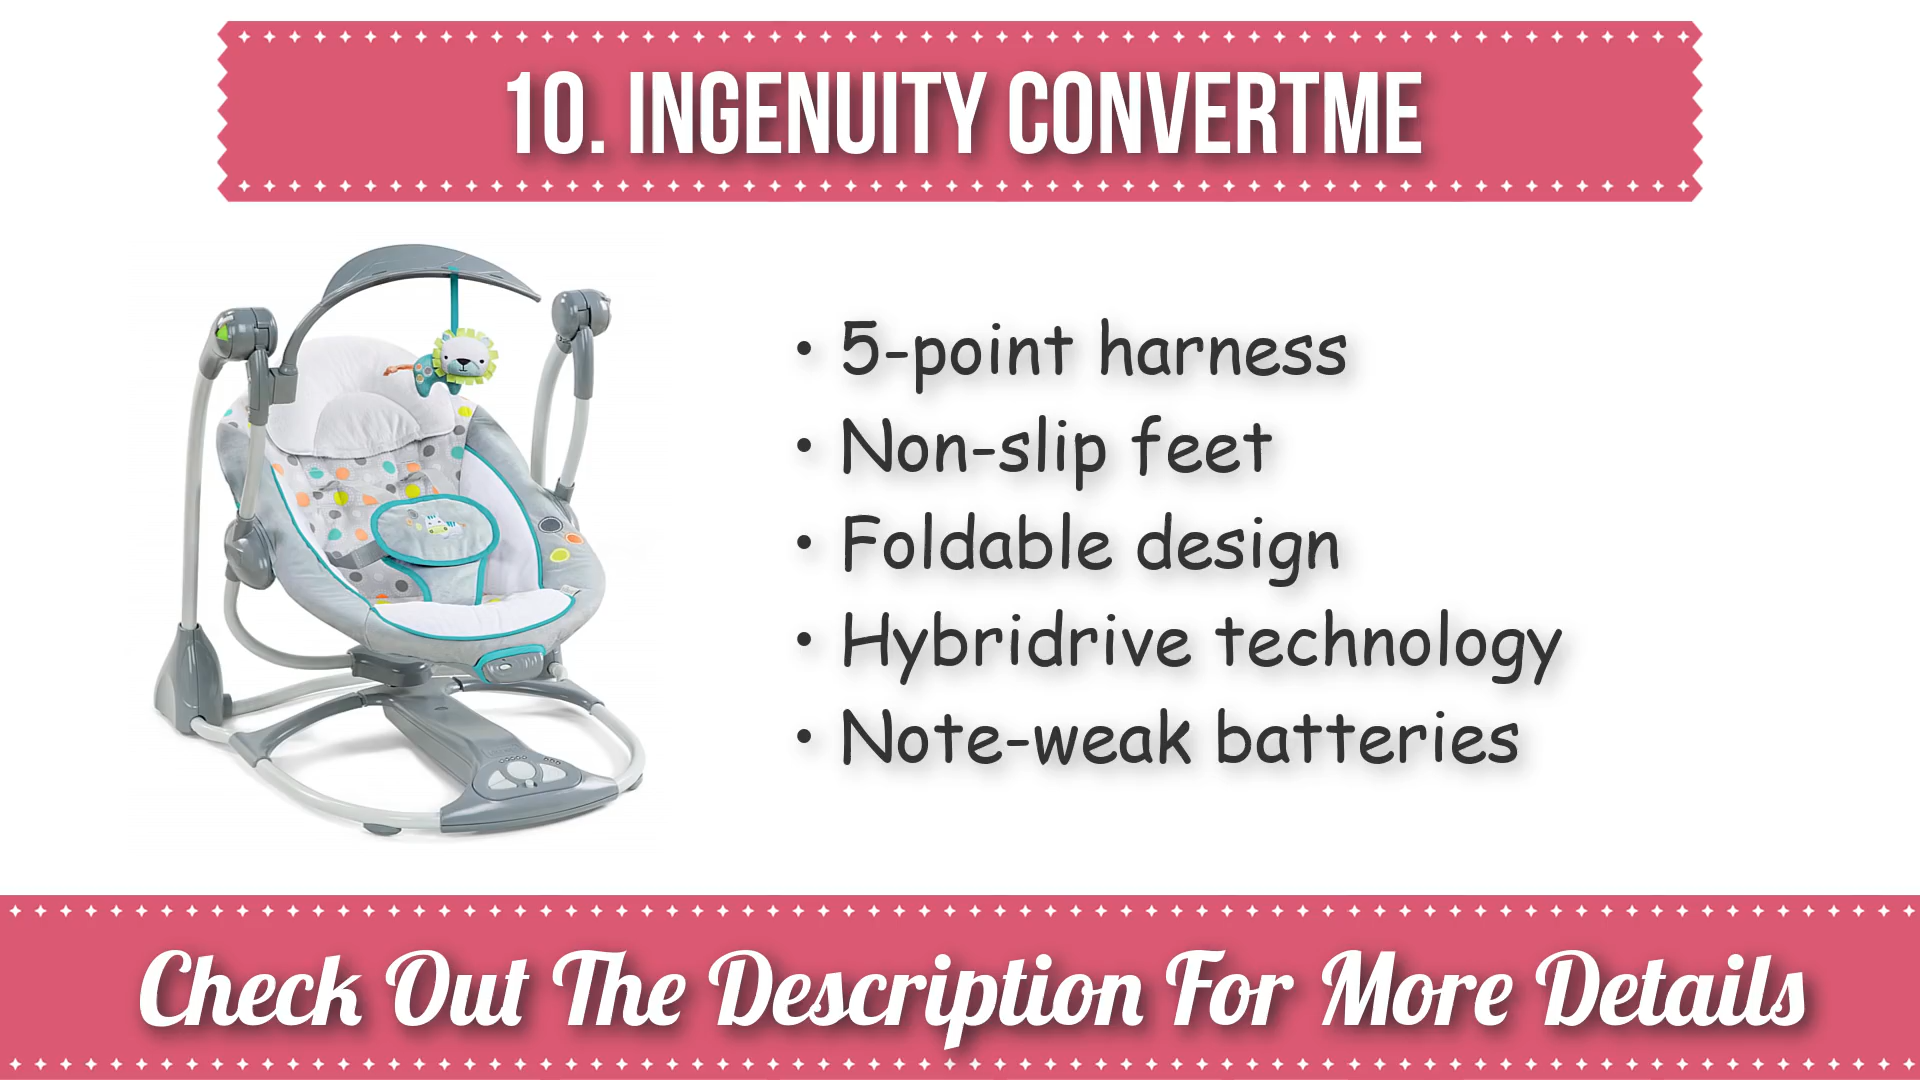 10. INGENUITY CONVERTME
• 5-point harness
• Non-slip feet
• Foldable design
• Hybridrive technology
• Note-weak batteries
Check Out The Description For More Details